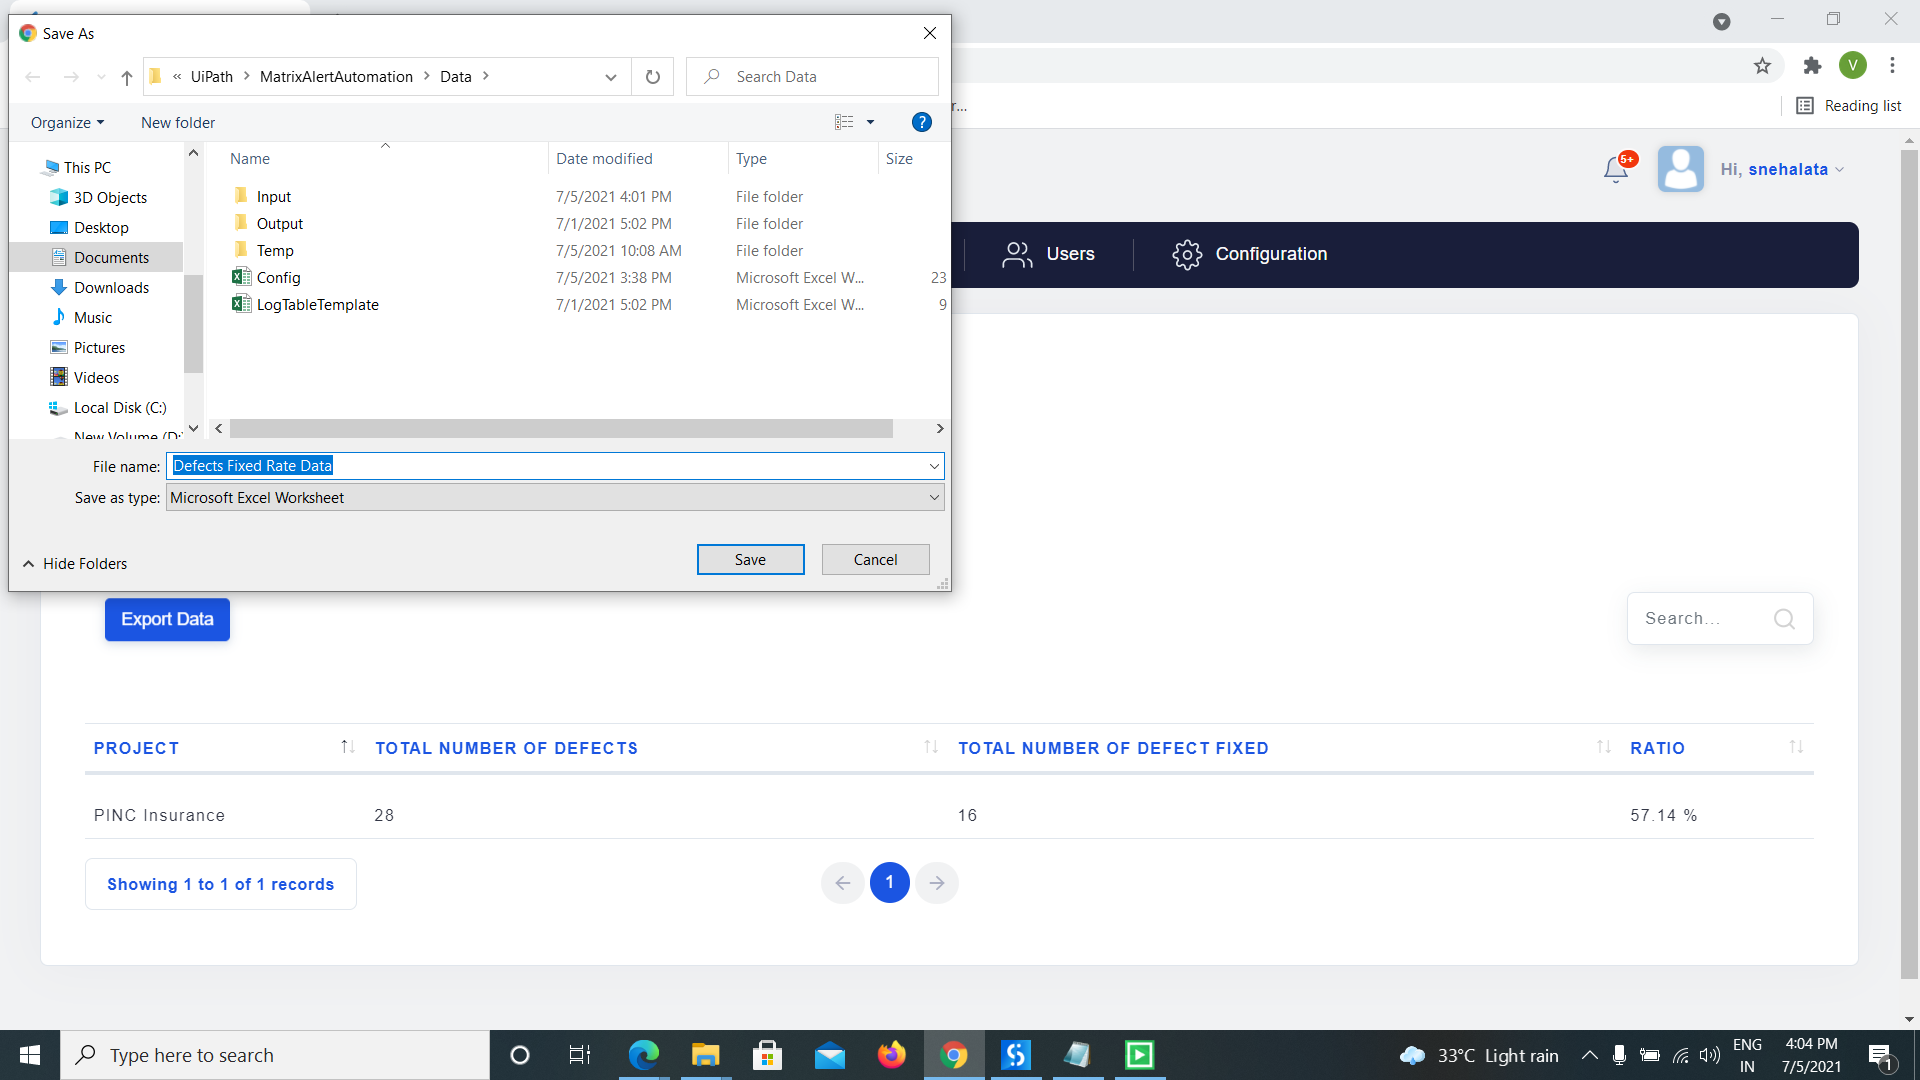 Save As
« UiPath > MatrixAlertAutomation > Data >
Search Data
Organize
New folder
?
r...
Reading list
V
Name
Date modified
Type
Size
This PC
3D Objects
Desktop
Documents
Downloads
Music
Pictures
Videos
Local Disk (C:)
New Volume (D:
Input 7/5/2021 4:01 PM File folder
Output 7/1/2021 5:02 PM File folder
Temp 7/5/2021 10:08 AM File folder
Config 7/5/2021 3:38 PM Microsoft Excel W... 23
LogTableTemplate 7/1/2021 5:02 PM Microsoft Excel W... 9
5+
Hi, snehalata
Users
Configuration
File name: Defects Fixed Rate Data
Save as type: Microsoft Excel Worksheet
Hide Folders
Save
Cancel
Export Data
Search...
PROJECT TOTAL NUMBER OF DEFECTS TOTAL NUMBER OF DEFECT FIXED RATIO
PINC Insurance 28 16 57.14 %
Showing 1 to 1 of 1 records
1
Type here to search
33°C Light rain
ENG
IN
4:04 PM
7/5/2021
1